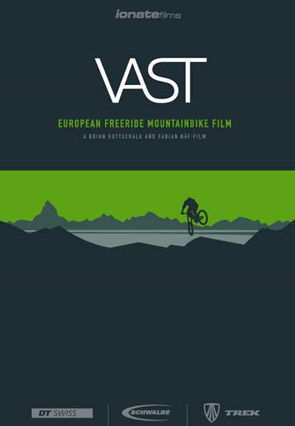 ionatefilms
VAST
EUROPEAN FREERIDE MOUNTAINBIKE FILM
A BRIAN GOTTSCHALK AND FABIAN NÄF FILM
DT SWISS
SCHWALBE
TREK